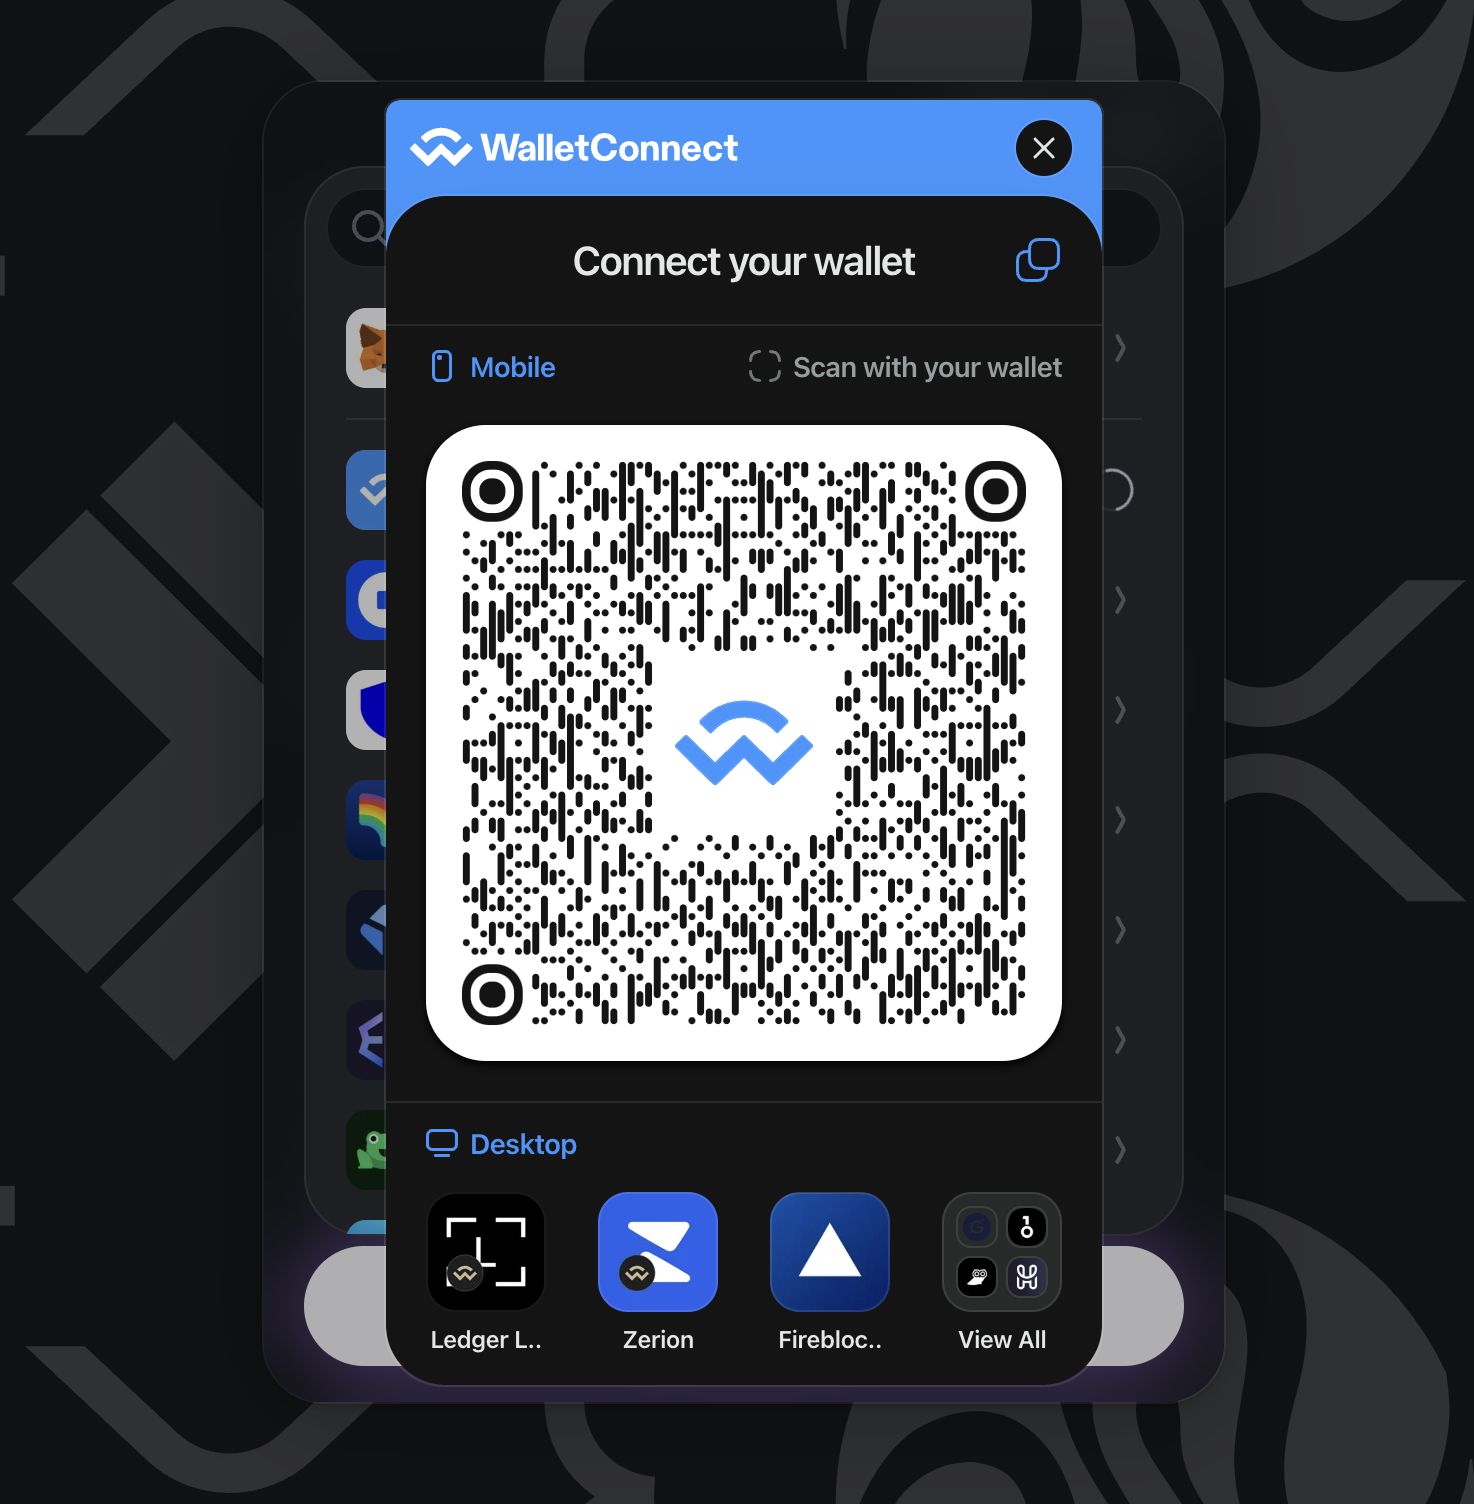 WalletConnect
Connect your wallet
Mobile
Scan with your wallet
Desktop
Ledger L..
Zerion
Firebloc..
View All